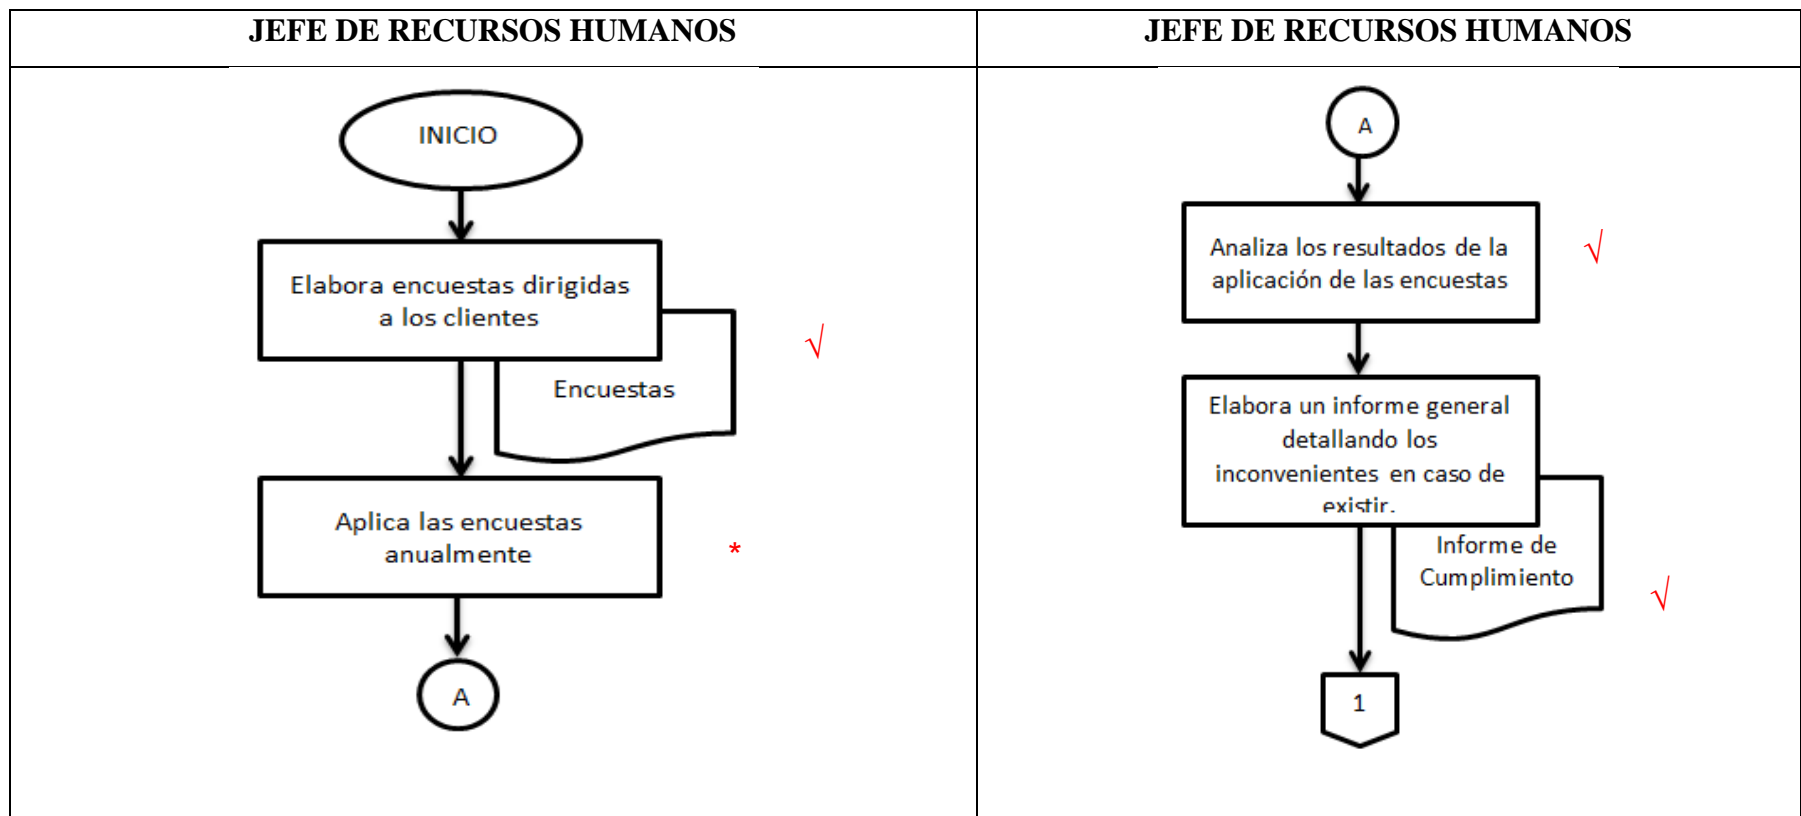 JEFE DE RECURSOS HUMANOS
INICIO
Elabora encuestas dirigidas
a los clientes
√
Encuestas
Aplica las encuestas
anualmente
*
A
JEFE DE RECURSOS HUMANOS
A
Analiza los resultados de la
aplicación de las encuestas
√
Elabora un informe general
detallando los
inconvenientes en caso de
existir.
Informe de
Cumplimiento
√
1